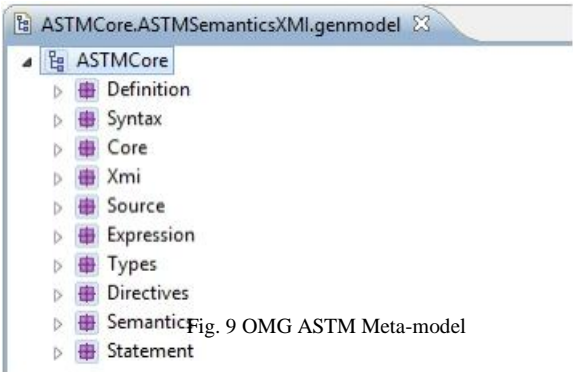 ASTMCore.ASTMSemanticsXMI.genmodel
ASTMCore
Definition
Syntax
Core
Xmi
Source
Expression
Types
Directives
Semantics
Fig. 9 OMG ASTM Meta-model
Statement